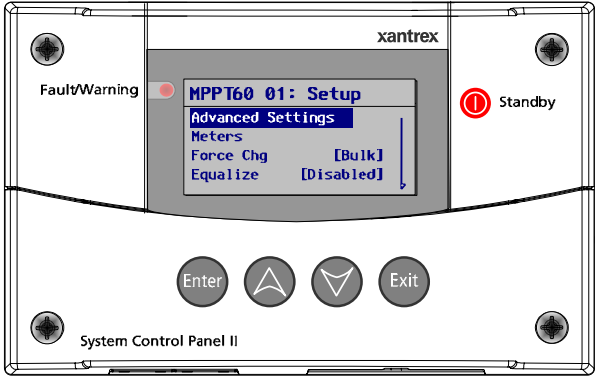 xantrex
Fault/Warning
MPPT60 01: Setup
Advanced Settings
Meters
Force Chg [Bulk]
Equalize [Disabled]
Standby
Enter
Exit
System Control Panel II